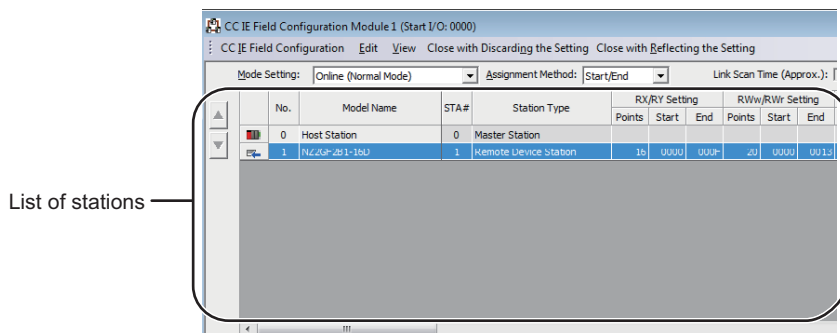 CC IE Field Configuration Module 1 (Start I/O: 0000)
CC IE Field Configuration Edit View Close with Discarding the Setting Close with Reflecting the Setting
Mode Setting: Online (Normal Mode) Assignment Method: Start/End Link Scan Time (Approx.):
No. Model Name STA# Station Type RX/RY Setting RWw/RWr Setting
Points Start End Points Start End
0 Host Station 0 Master Station
1 NZ2GF2B1-16D 1 Remote Device Station 16 0000 000F 20 0000 0013
List of stations